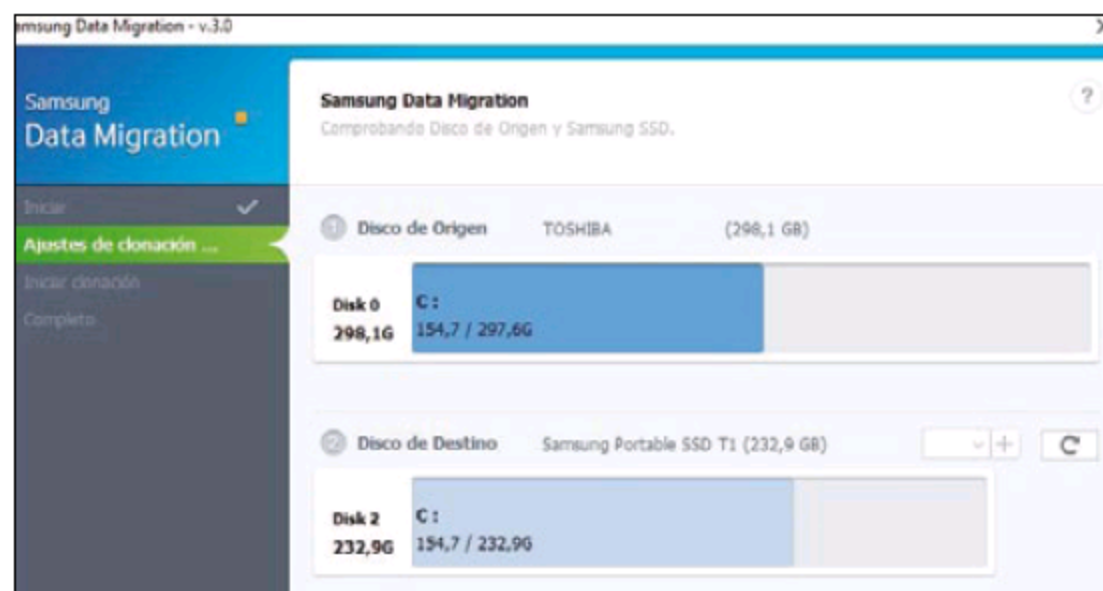 amsung Data Migration - v.3.0
Samsung
Data Migration
Samsung Data Migration
Comprobando Disco de Origen y Samsung SSD.
Iniciar
Ajustes de clonación ...
Iniciar clonación
Completo
Disco de Origen TOSHIBA (298,1 GB)
Disk 0
298,1G
C:
154,7 / 297,6G
Disco de Destino Samsung Portable SSD T1 (232,9 GB)
Disk 2
232,9G
C:
154,7 / 232,9G